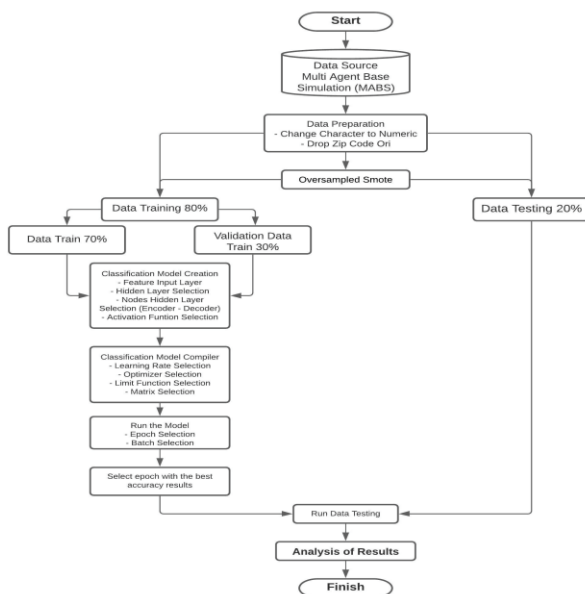 Start
Data Source
Multi Agent Base
Simulation (MABS)
Data Preparation
- Change Character to Numeric
- Drop Zip Code Ori
Oversampled Smote
Data Training 80%
Data Testing 20%
Data Train 70%
Validation Data
Train 30%
Classification Model Creation
- Feature Input Layer
- Hidden Layer Selection
- Nodes Hidden Layer
Selection (Encoder - Decoder)
- Activation Funtion Selection
Classification Model Compiler
- Learning Rate Selection
- Optimizer Selection
- Limit Function Selection
- Matrix Selection
Run the Model
- Epoch Selection
- Batch Selection
Select epoch with the best
accuracy results
Run Data Testing
Analysis of Results
Finish